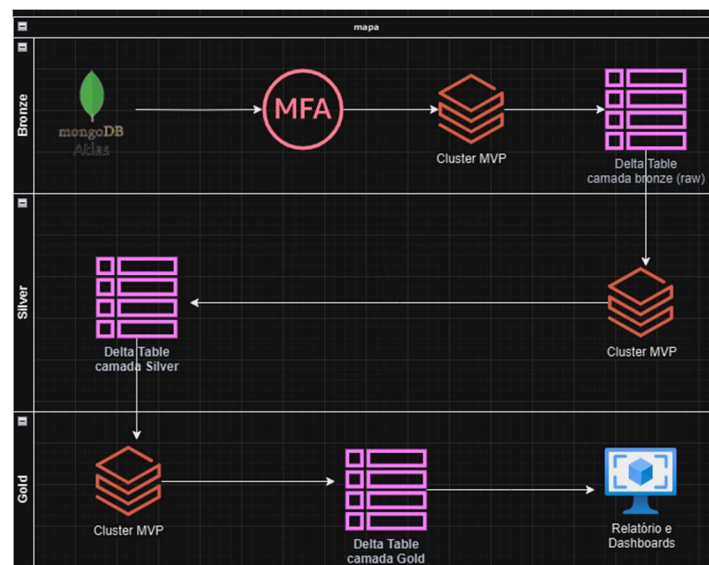 mapa
Bronze
mongoDB
Atlas
MFA
Cluster MVP
Delta Table
camada bronze (raw)
Silver
Delta Table
camada Silver
Cluster MVP
Gold
Cluster MVP
Delta Table
camada Gold
Relatório e
Dashboards